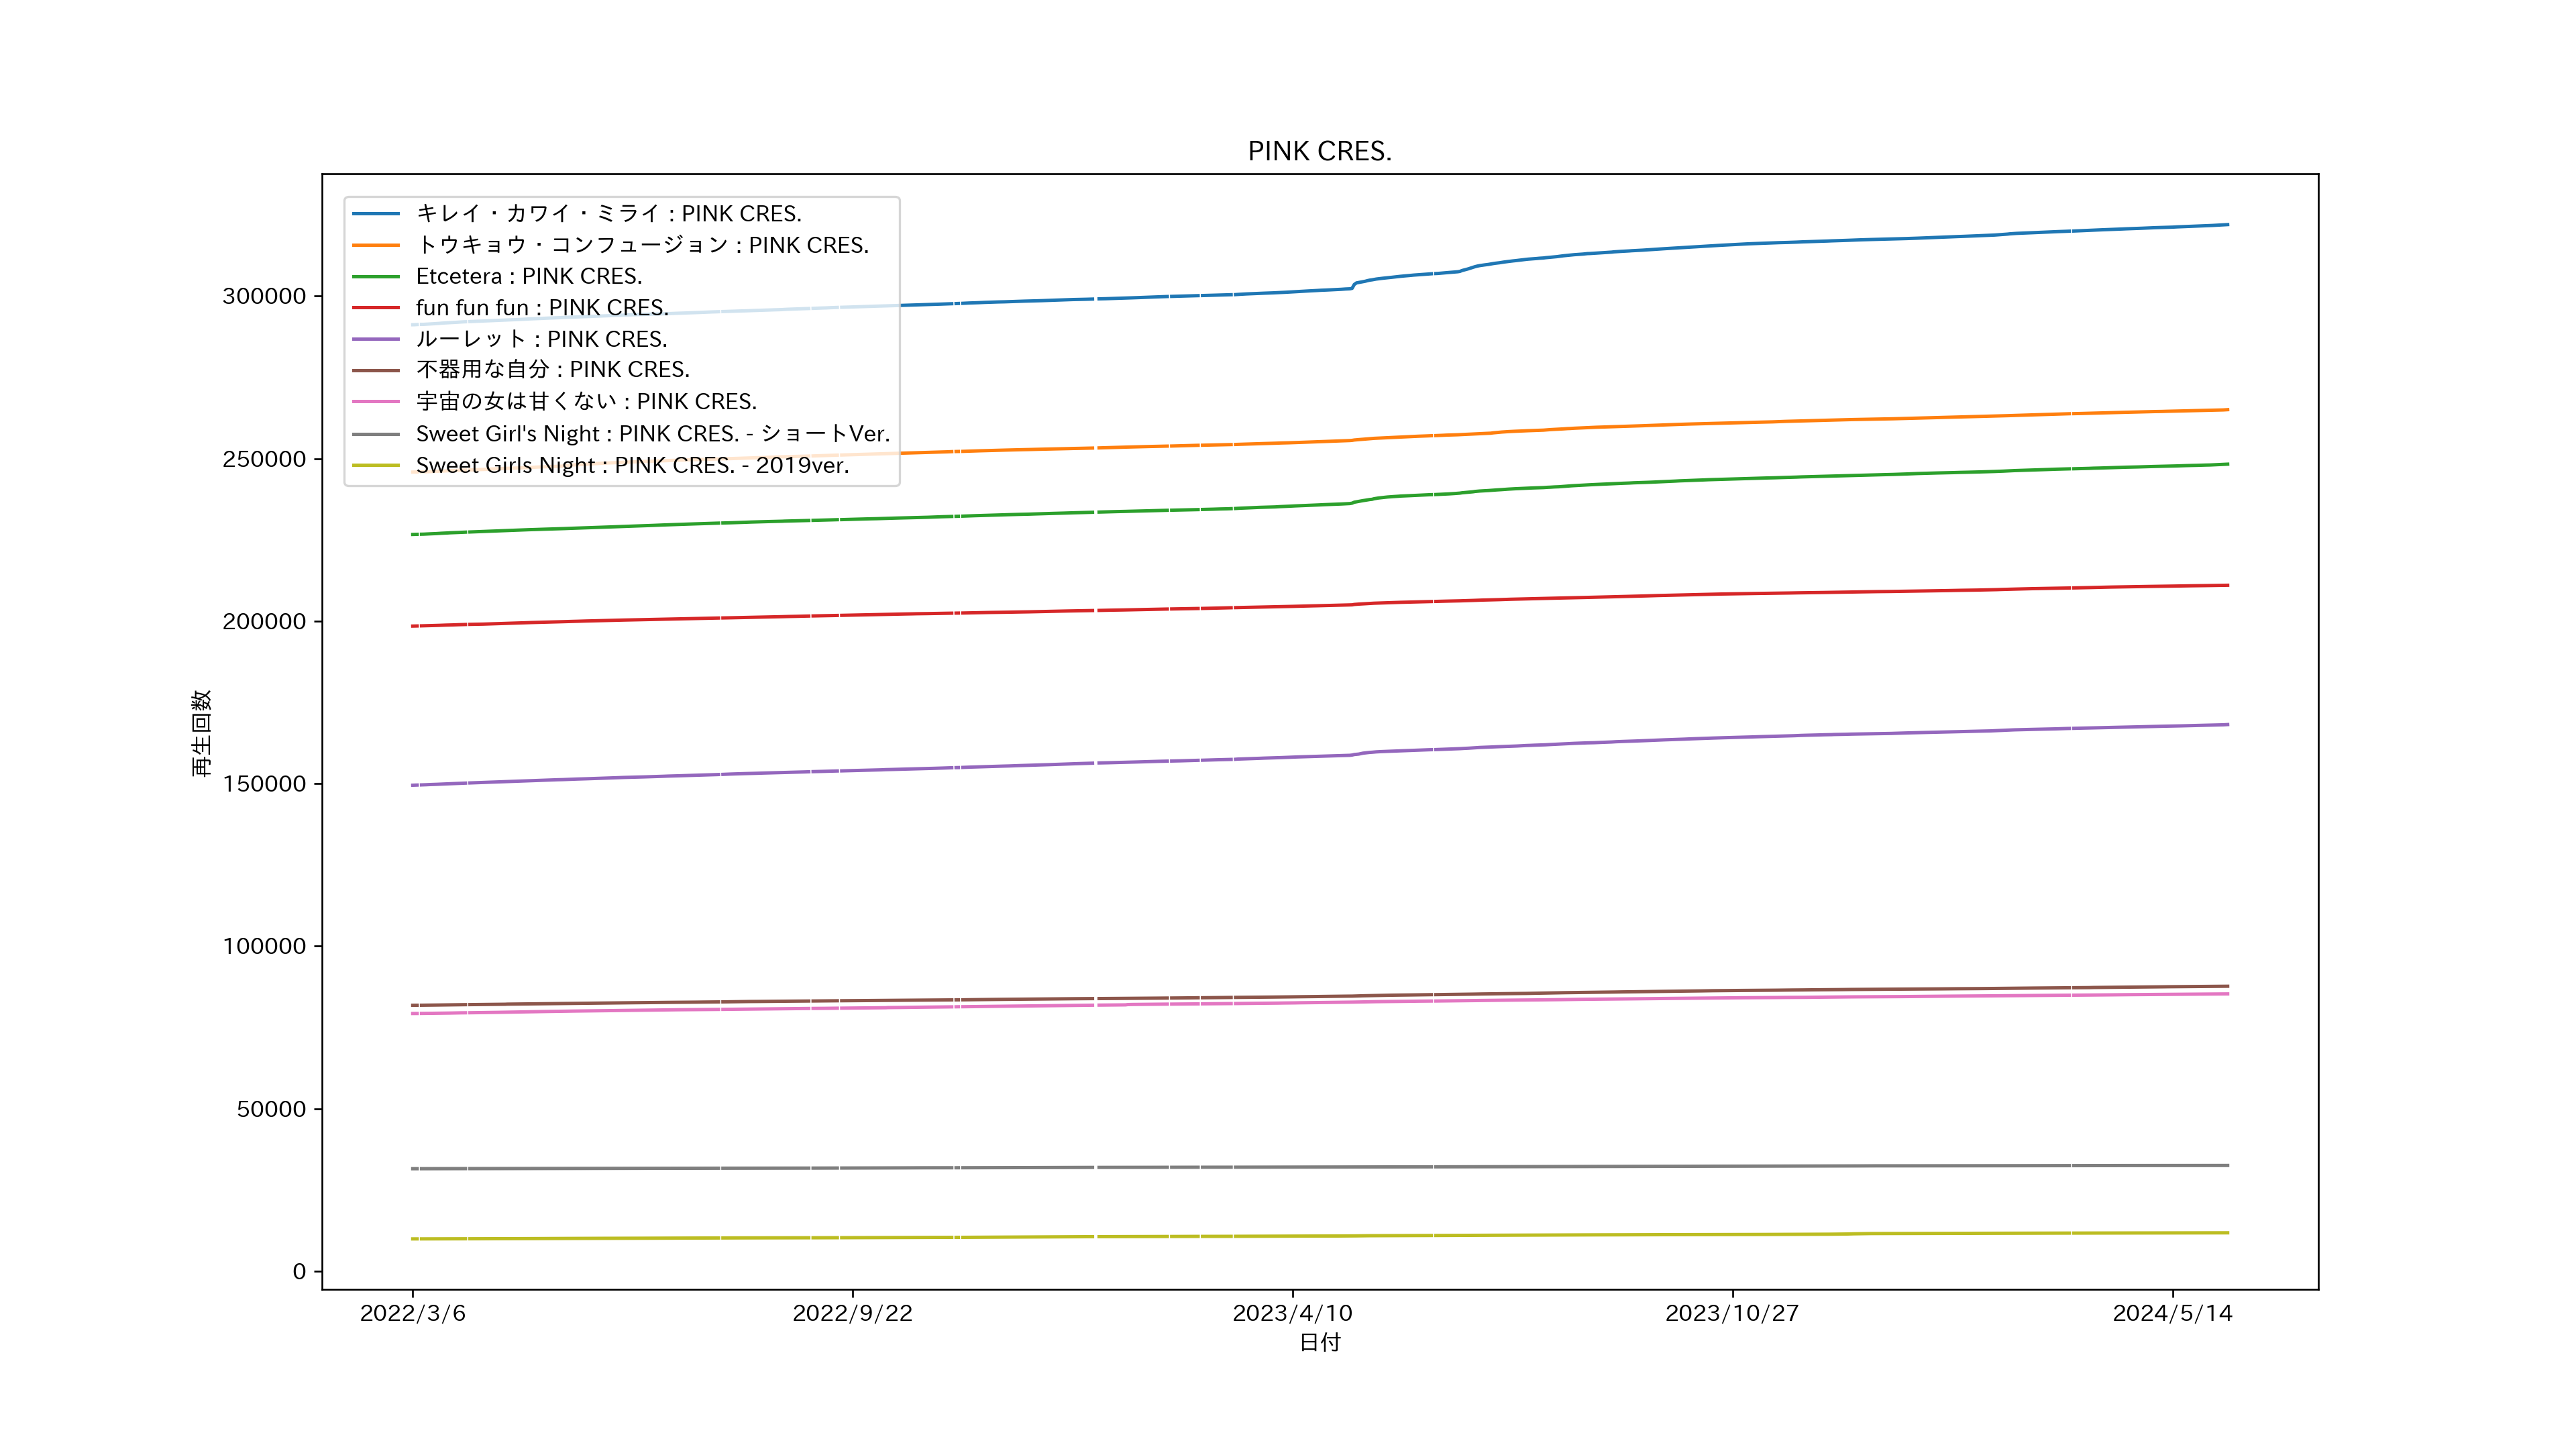 PINK CRES.
キレイ・カワイ・ミライ : PINK CRES.
トウキョウ・コンフュージョン : PINK CRES.
Etcetera : PINK CRES.
fun fun fun : PINK CRES.
ルーレット : PINK CRES.
不器用な自分 : PINK CRES.
宇宙の女は甘くない : PINK CRES.
Sweet Girl's Night : PINK CRES. - ショートVer.
Sweet Girls Night : PINK CRES. - 2019ver.
再生回数
300000
250000
200000
150000
100000
50000
0
2022/3/6
2022/9/22
2023/4/10
2023/10/27
2024/5/14
日付